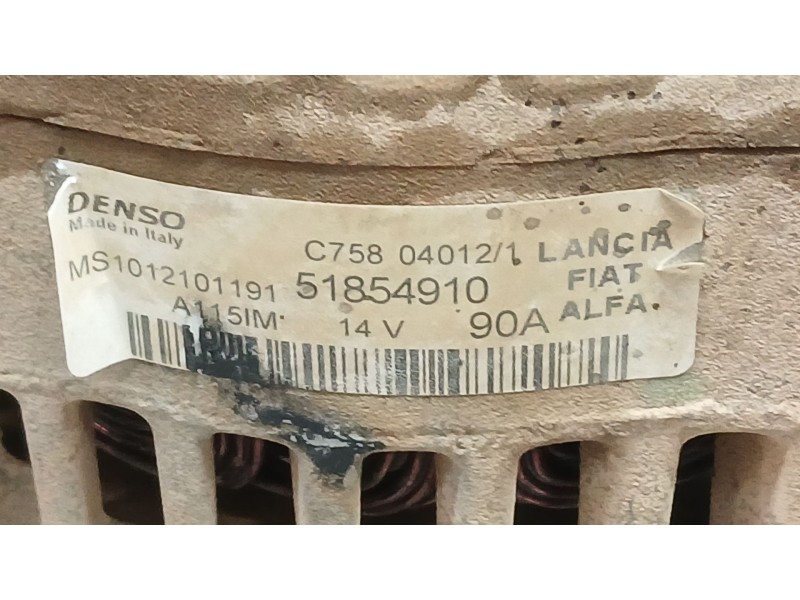 DENSO
Made in Italy
C758 04012/1 LANCIA
MS1012101191 51854910 FIAT
A115IM 14 V 90A ALFA